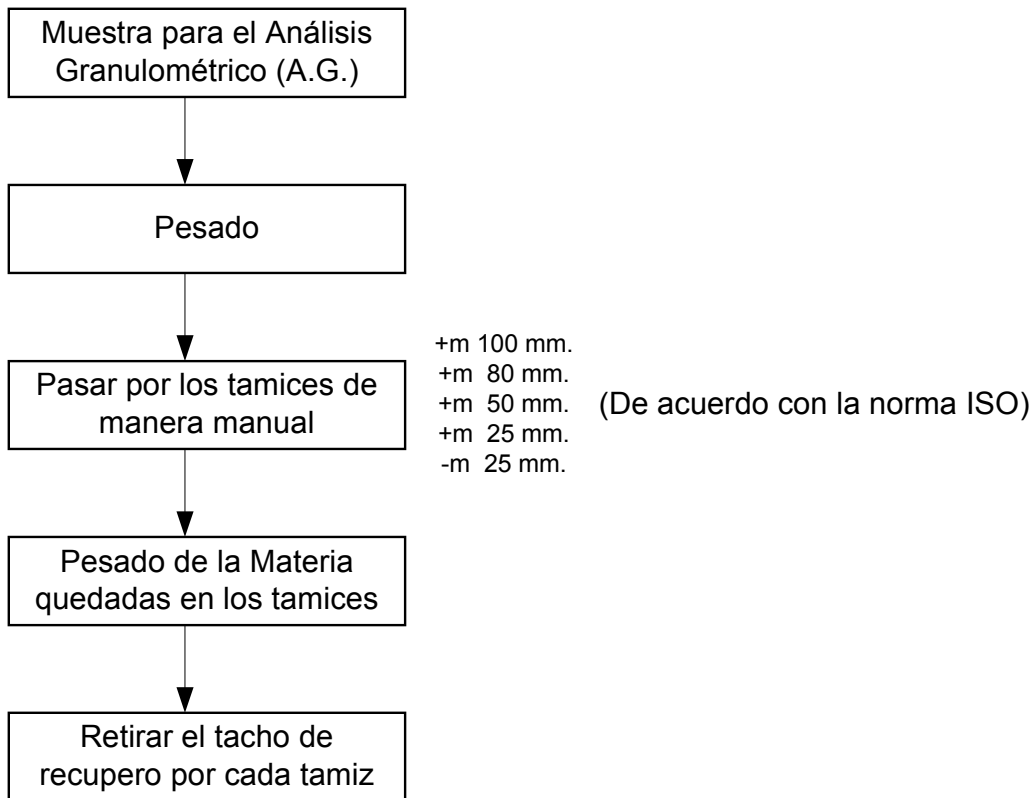 Muestra para el Análisis
Granulométrico (A.G.)
Pesado
Pasar por los tamices de
manera manual
+m 100 mm.
+m 80 mm.
+m 50 mm.
+m 25 mm.
-m 25 mm.
(De acuerdo con la norma ISO)
Pesado de la Materia
quedadas en los tamices
Retirar el tacho de
recupero por cada tamiz